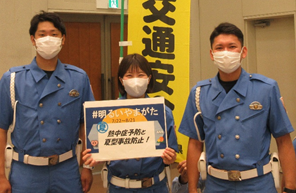 交通安
#明るいやまがた
熱中症予防と
夏型事故防止！